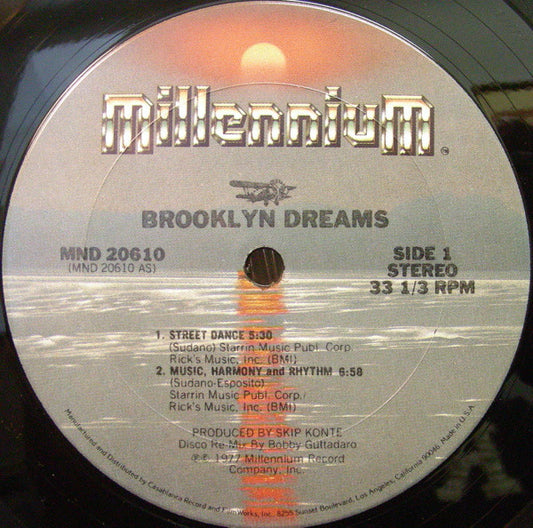 millennium
TM
BROOKLYN DREAMS
MND 20610
(MND 20610 AS)
SIDE 1
STEREO
33 1/3 RPM
1. STREET DANCE 5:30
(Sudano) Starrin Music Publ. Corp.
Rick's Music, Inc. (BMI)
2. MUSIC, HARMONY and RHYTHM 6:58
(Sudano-Esposito)
Starrin Music Publ. Corp./
Rick's Music, Inc. (BMI)
PRODUCED BY SKIP KONTE
Disco Re-Mix By Bobby Guttadaro
℗© 1977 Millennium Record
Company, Inc.
Manufactured and Distributed by Casablanca Record and FilmWorks, Inc., 8255 Sunset Boulevard, Los Angeles, California 90046. Made in U.S.A.